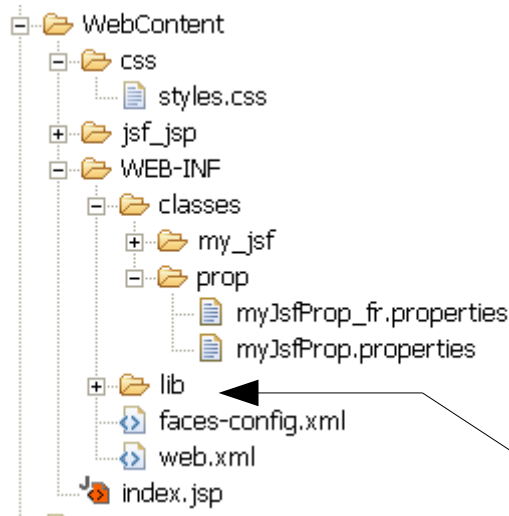 WebContent
css
styles.css
jsf_jsp
WEB-INF
classes
my_jsf
prop
myJsfProp_fr.properties
myJsfProp.properties
lib
faces-config.xml
web.xml
index.jsp